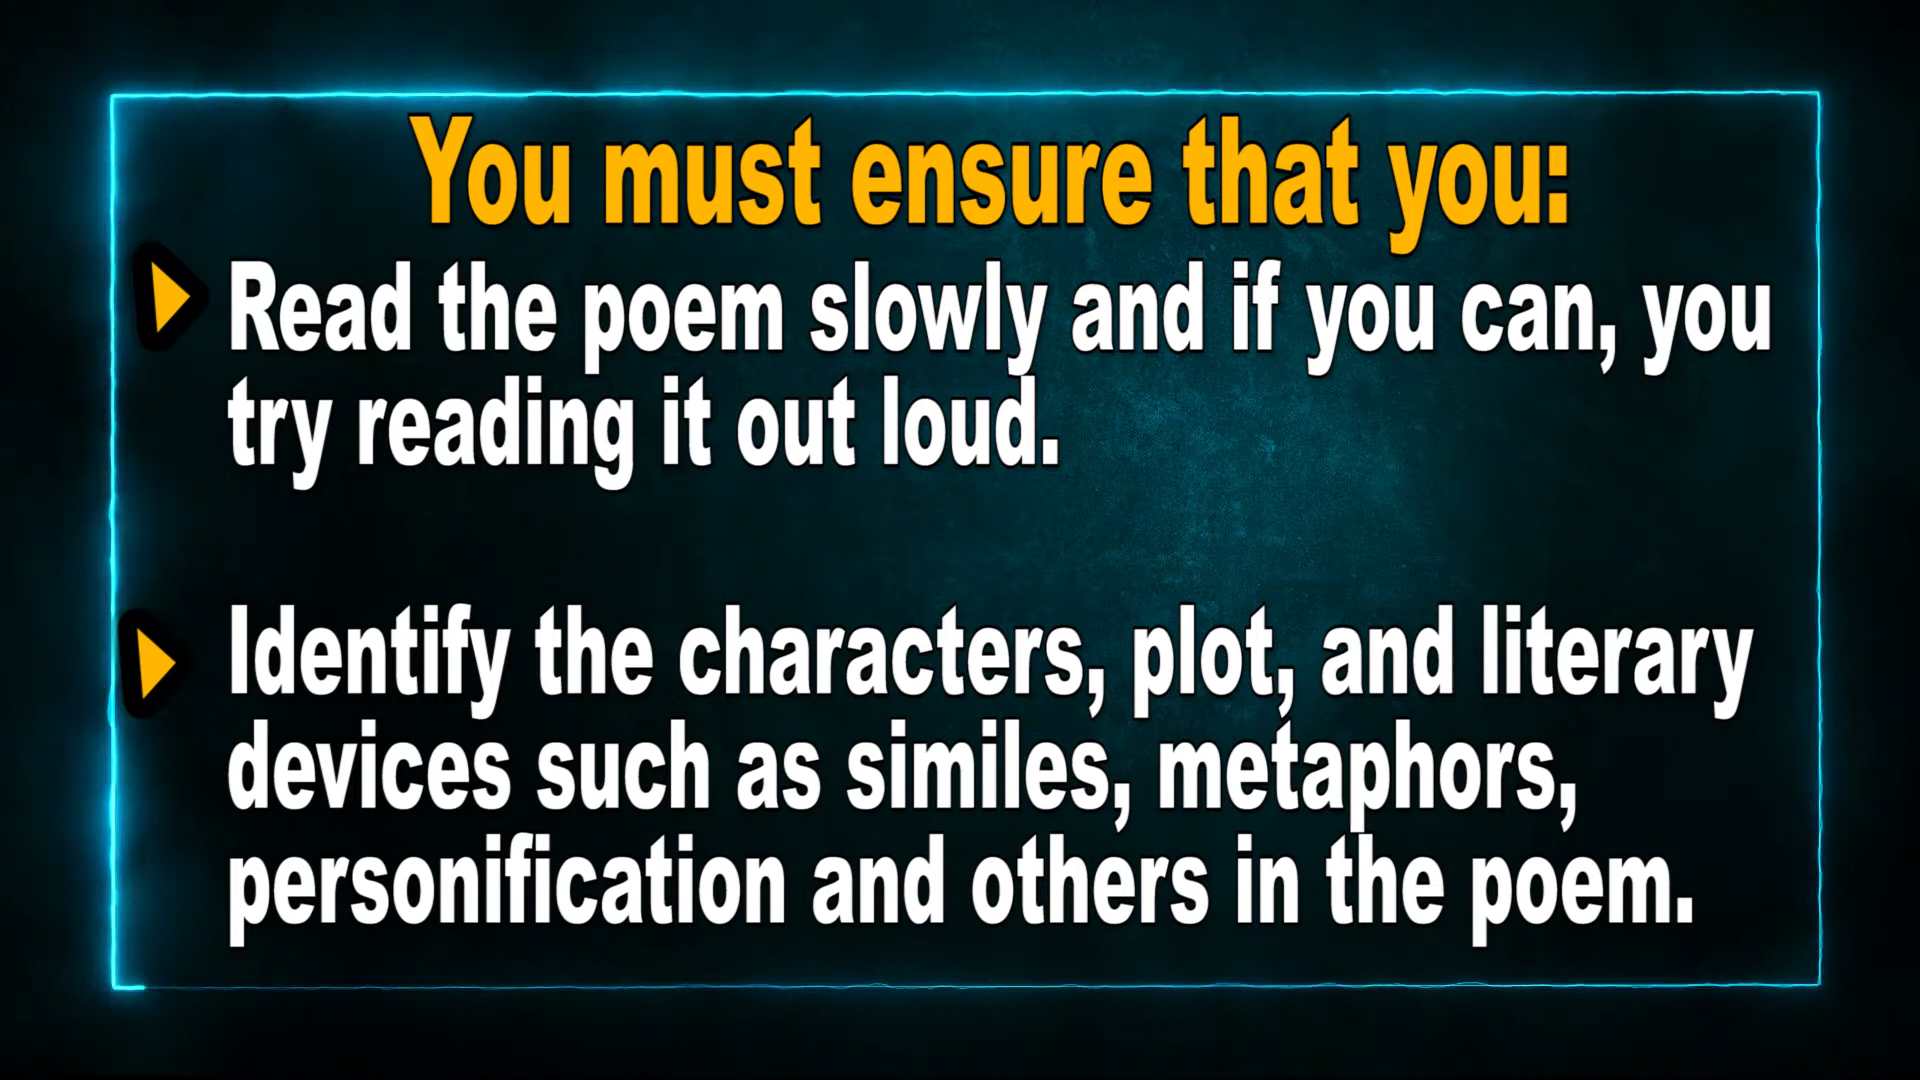 You must ensure that you:
Read the poem slowly and if you can, you
try reading it out loud.
Identify the characters, plot, and literary
devices such as similes, metaphors,
personification and others in the poem.